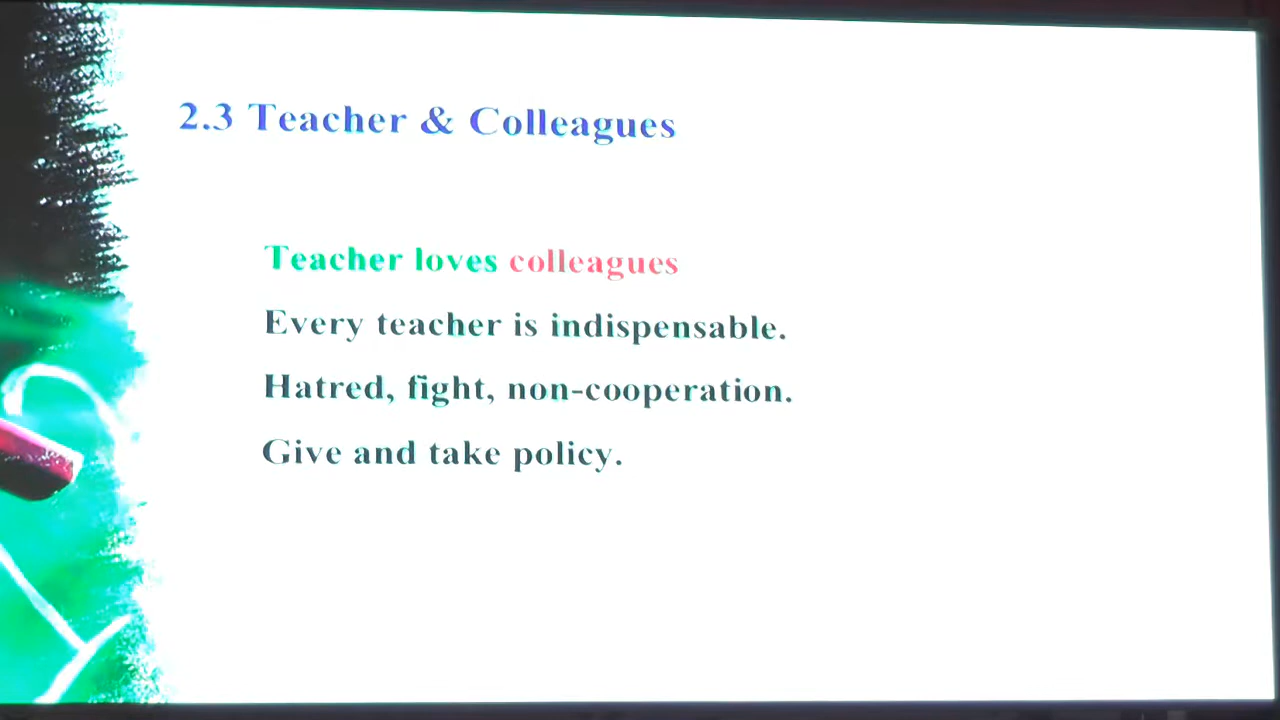 2.3 Teacher & Colleagues
Teacher loves colleagues
Every teacher is indispensable.
Hatred, fight, non-cooperation.
Give and take policy.